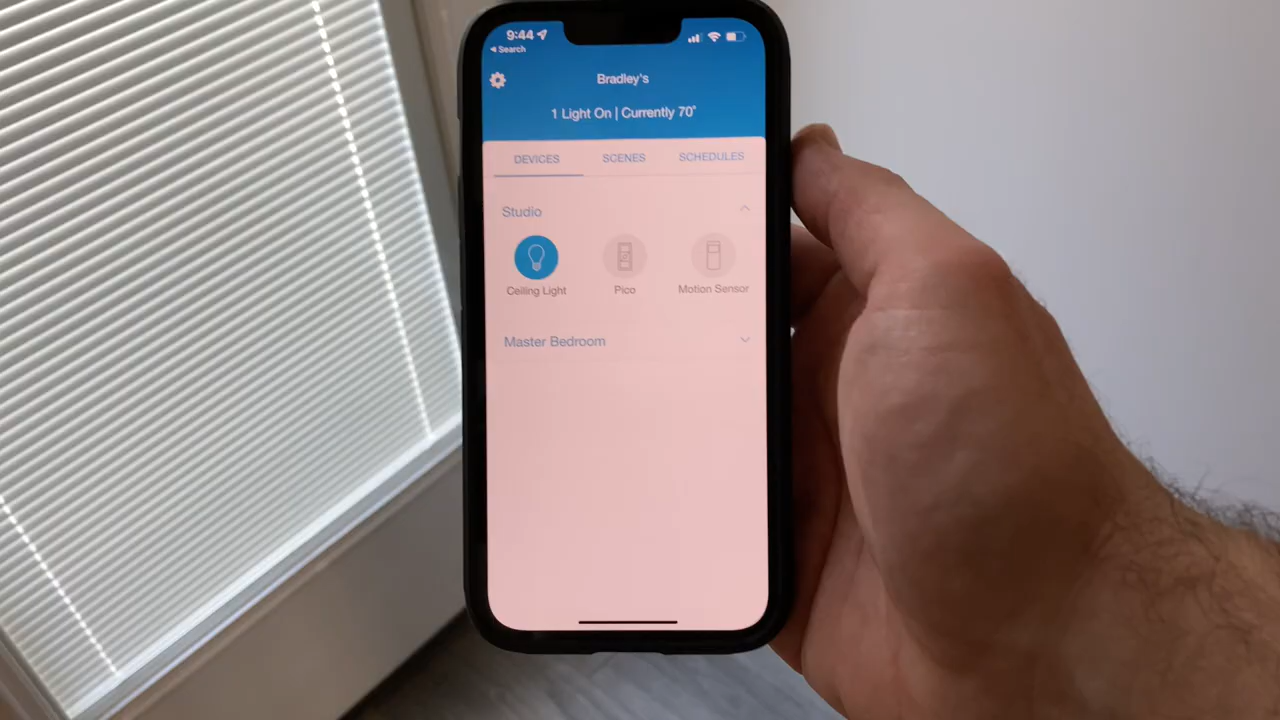 9:44
Search
Bradley's
1 Light On | Currently 70°
DEVICES SCENES SCHEDULES
Studio
Ceiling Light Pico Motion Sensor
Master Bedroom